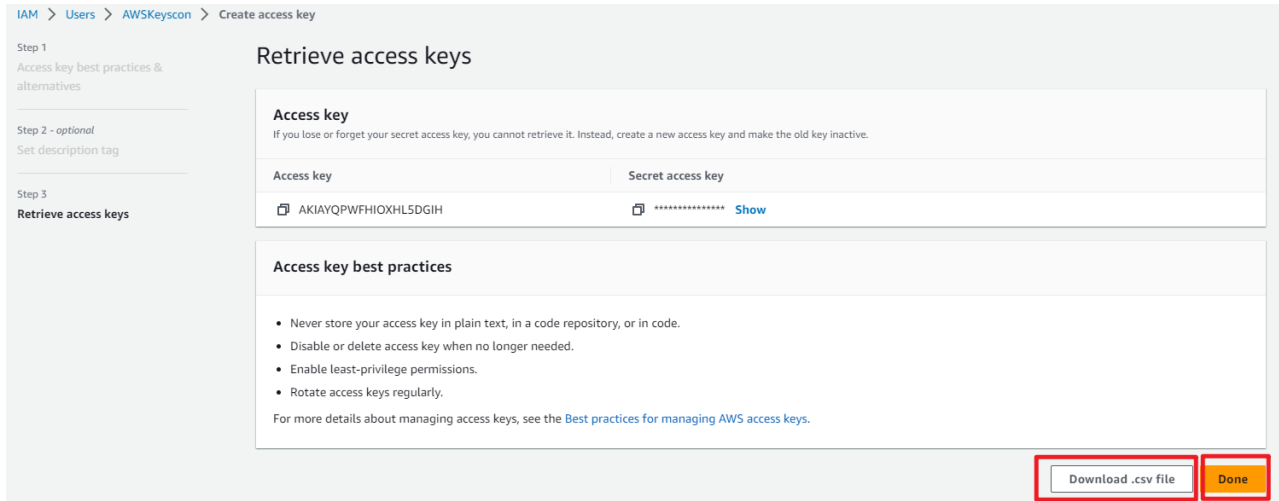 IAM > Users > AWSKeyscon > Create access key
Step 1
Access key best practices &
alternatives
Step 2 - optional
Set description tag
Step 3
Retrieve access keys
Retrieve access keys
Access key
If you lose or forget your secret access key, you cannot retrieve it. Instead, create a new access key and make the old key inactive.
Access key Secret access key
AKIAYQPWFHIOXHL5DGIH *************** Show
Access key best practices
• Never store your access key in plain text, in a code repository, or in code.
• Disable or delete access key when no longer needed.
• Enable least-privilege permissions.
• Rotate access keys regularly.
For more details about managing access keys, see the Best practices for managing AWS access keys.
Download .csv file Done